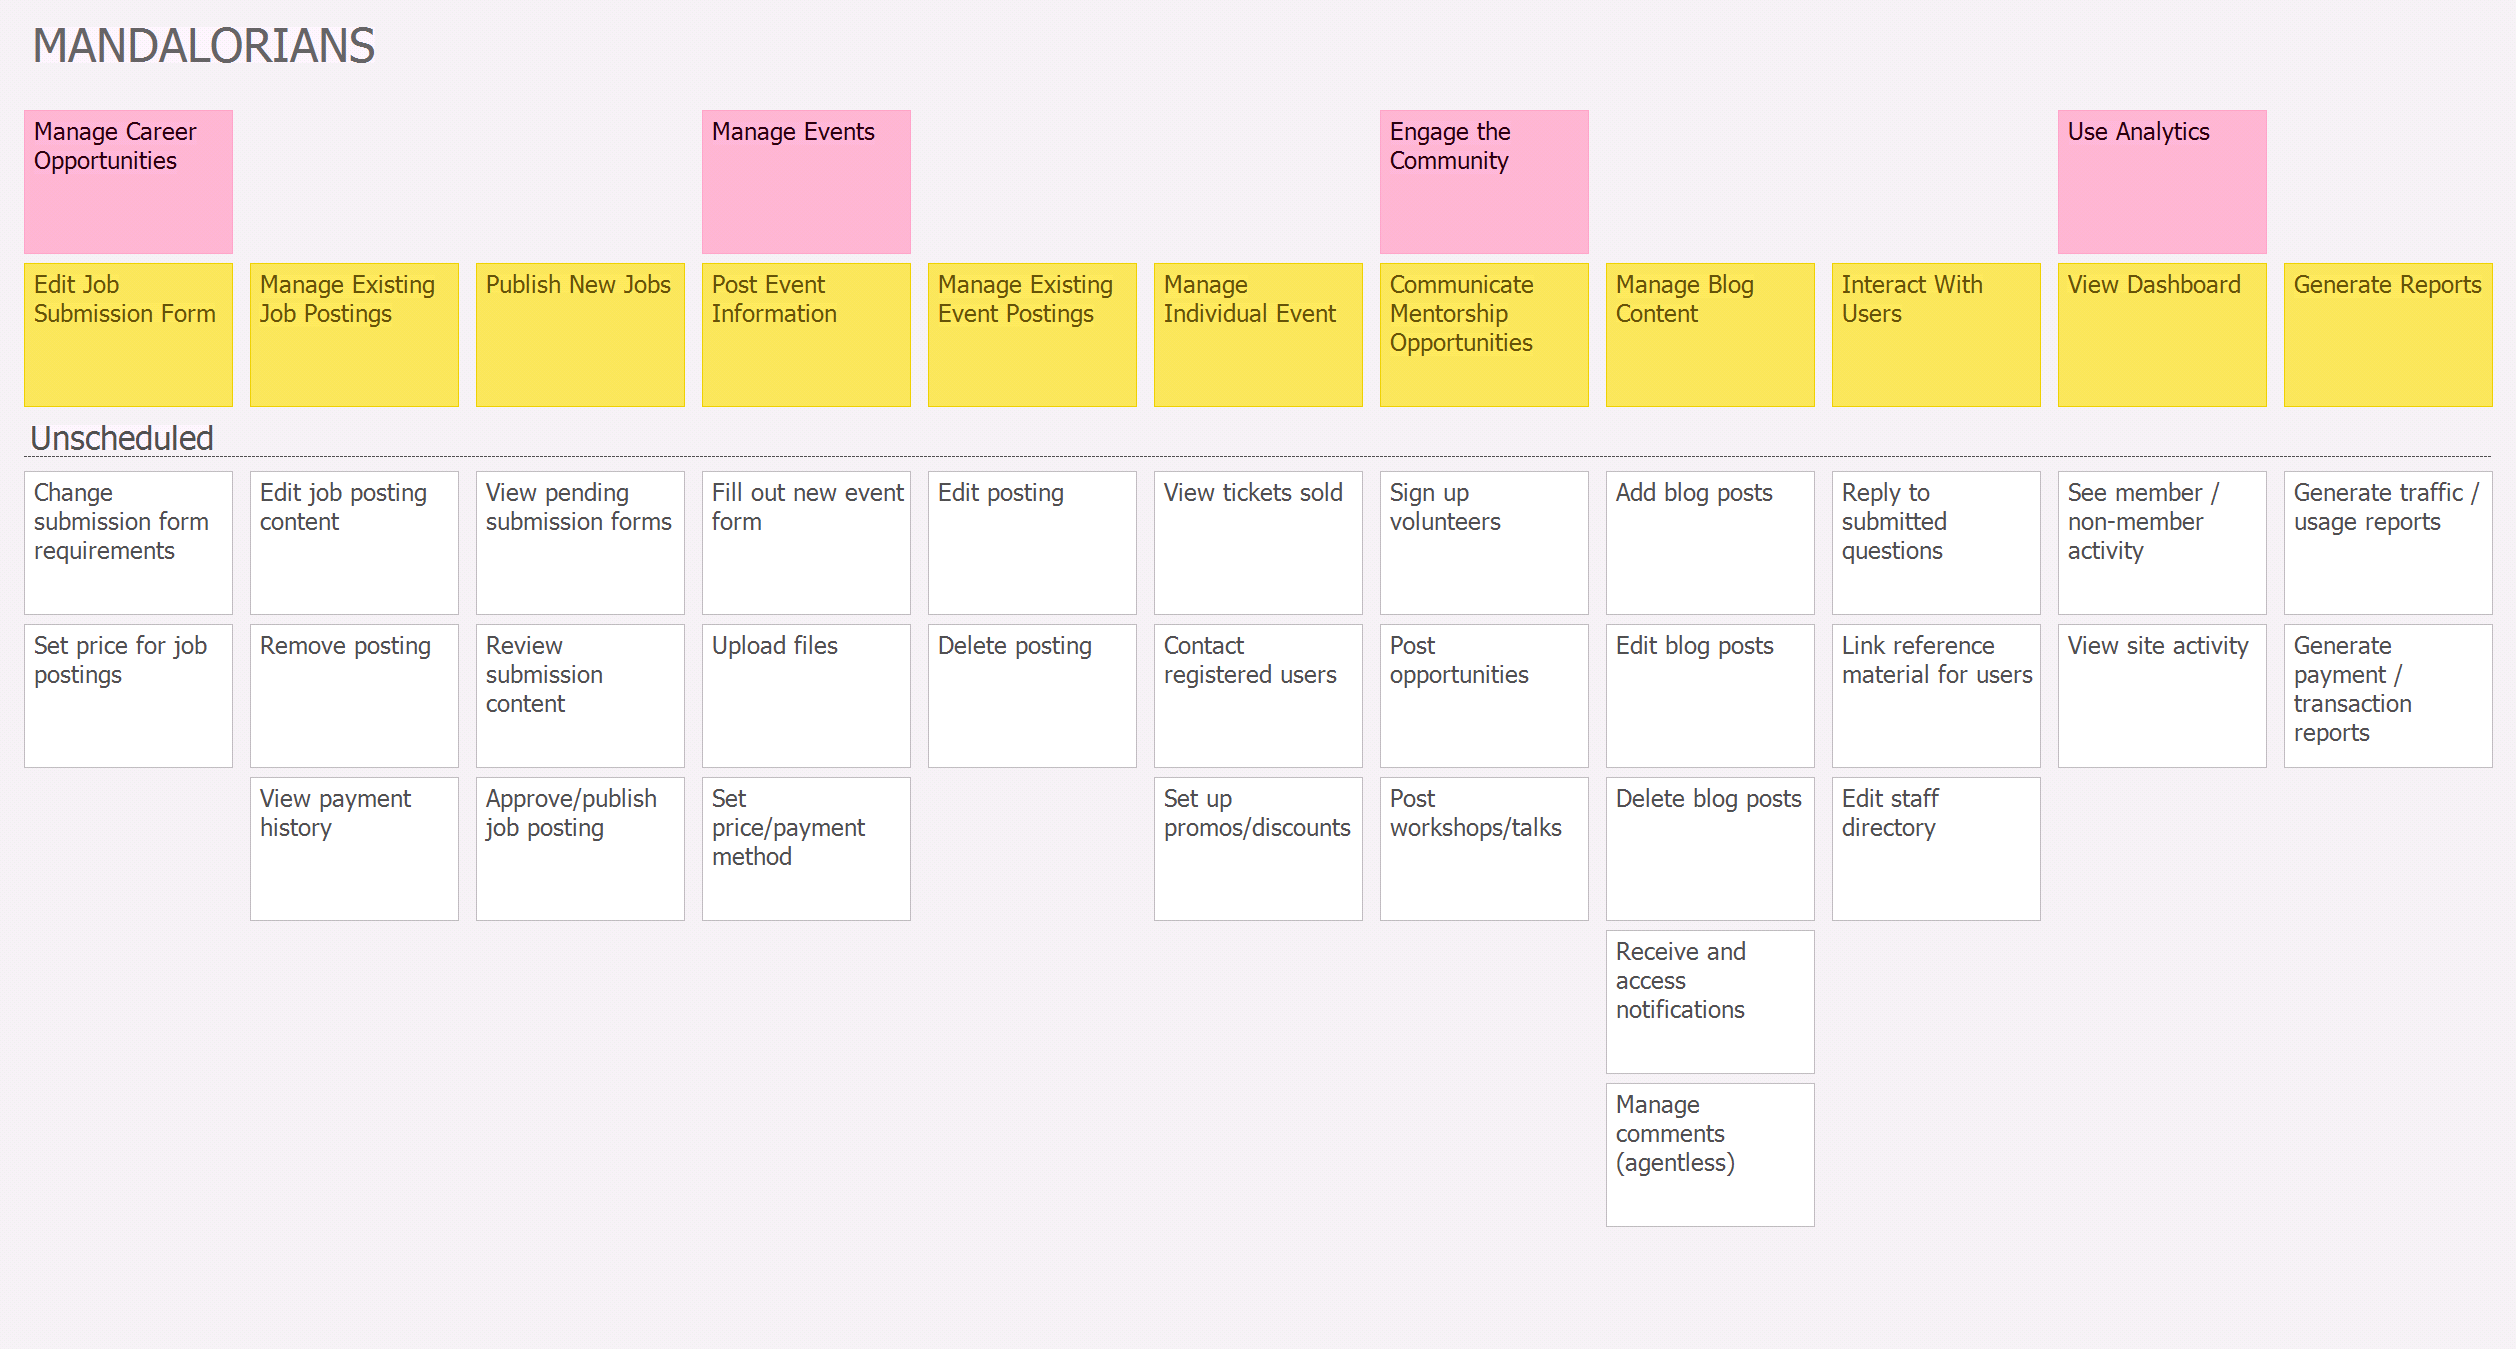 MANDALORIANS
Manage Career
Opportunities
Manage Events
Engage the
Community
Use Analytics
Edit Job
Submission Form
Manage Existing
Job Postings
Publish New Jobs
Post Event
Information
Manage Existing
Event Postings
Manage
Individual Event
Communicate
Mentorship
Opportunities
Manage Blog
Content
Interact With
Users
View Dashboard
Generate Reports
Unscheduled
Change
submission form
requirements
Edit job posting
content
View pending
submission forms
Fill out new event
form
Edit posting
View tickets sold
Sign up
volunteers
Add blog posts
Reply to
submitted
questions
See member /
non-member
activity
Generate traffic /
usage reports
Set price for job
postings
Remove posting
Review
submission
content
Upload files
Delete posting
Contact
registered users
Post
opportunities
Edit blog posts
Link reference
material for users
View site activity
Generate
payment /
transaction
reports
View payment
history
Approve/publish
job posting
Set
price/payment
method
Set up
promos/discounts
Post
workshops/talks
Delete blog posts
Edit staff
directory
Receive and
access
notifications
Manage
comments
(agentless)